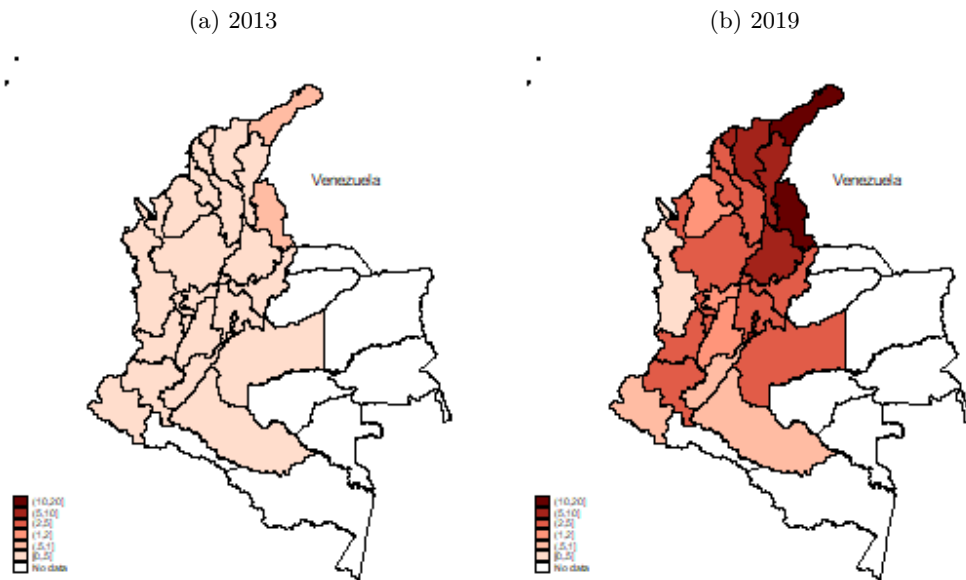 (a) 2013
(b) 2019
Venezuela
Venezuela
(10,20]
(5,10]
(2,5]
(1,2]
(.5,1]
[0,.5]
No data
(10,20]
(5,10]
(2,5]
(1,2]
(.5,1]
[0,.5]
No data